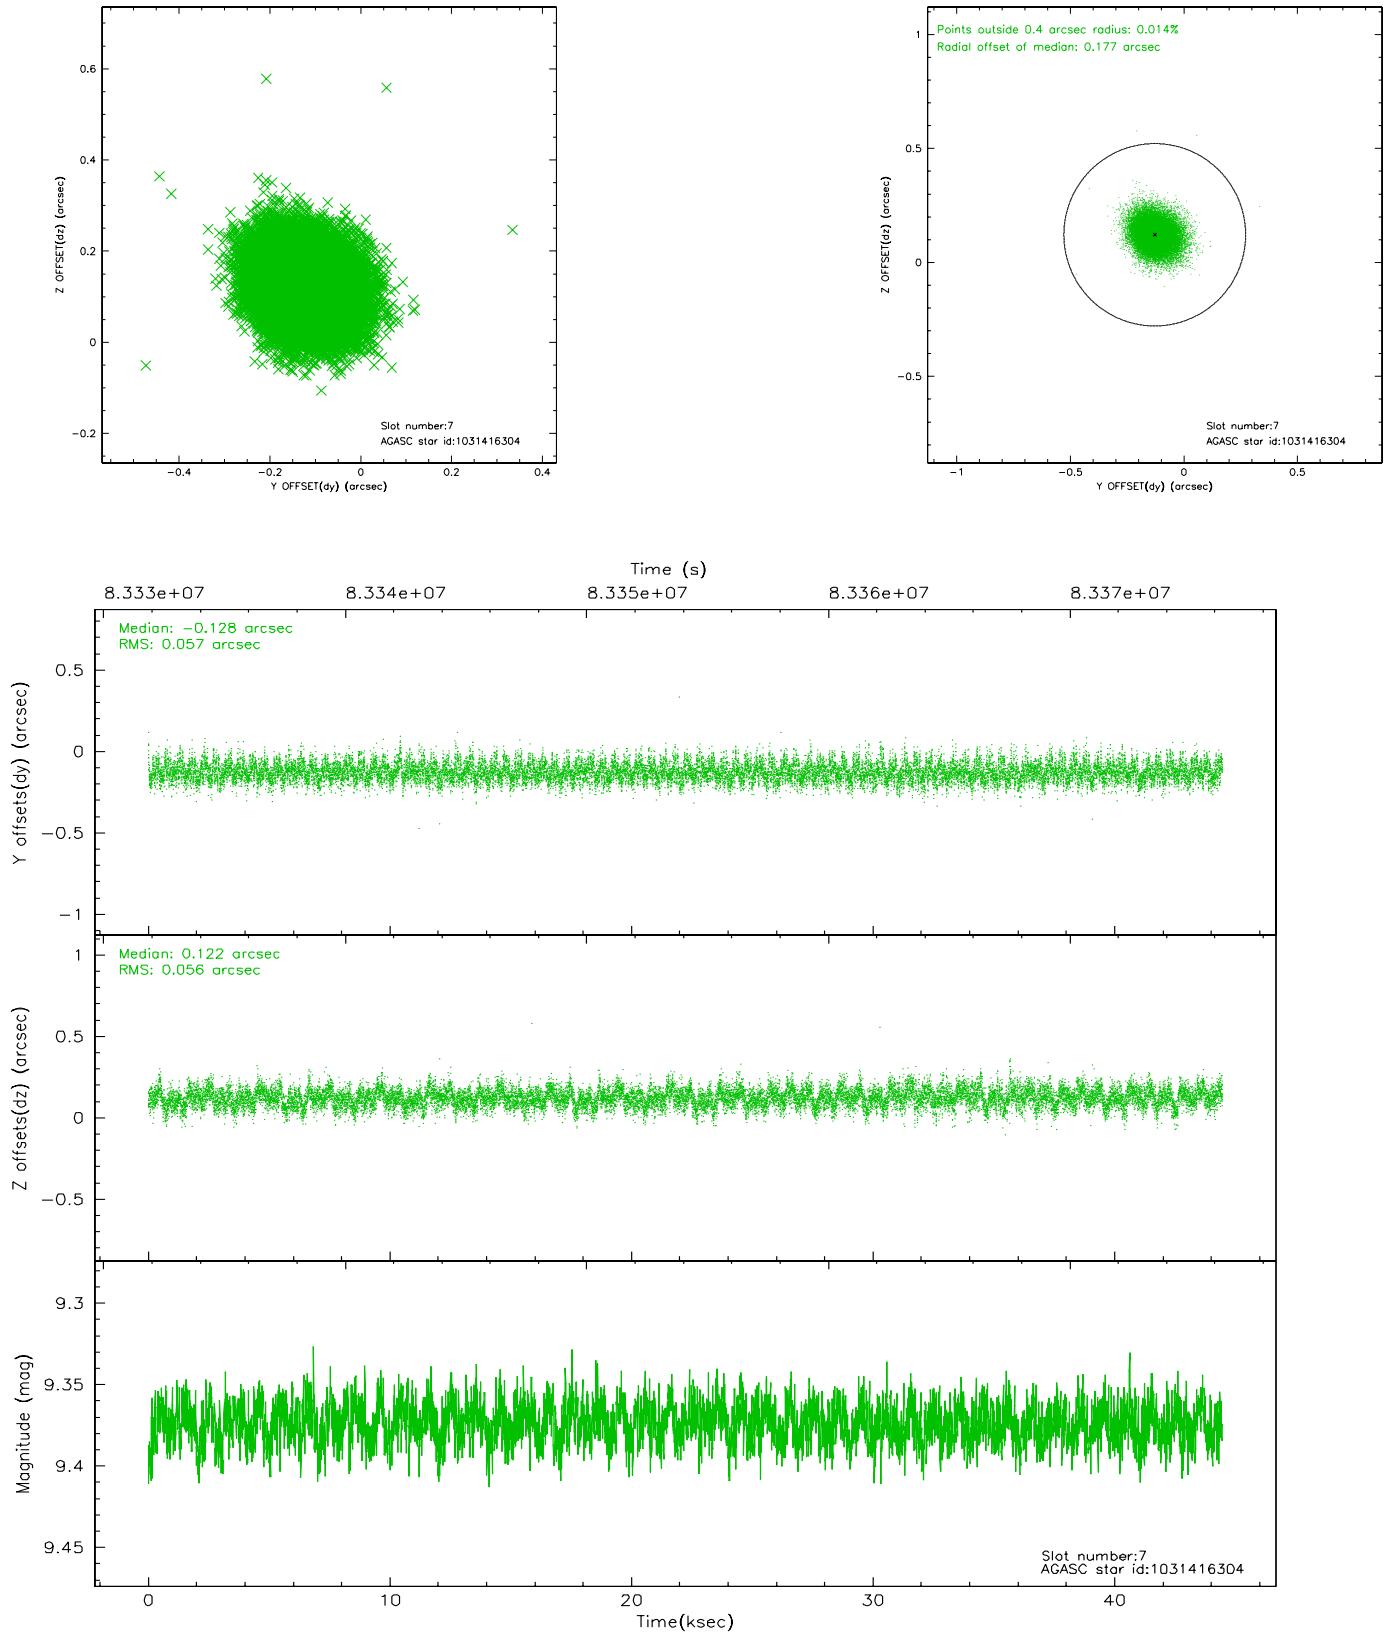 0.6
0.4
0.2
0
−0.2
Z OFFSET(dz) (arcsec)
Slot number:7
AGASC star id:1031416304
−0.4 −0.2 0 0.2 0.4
Y OFFSET(dy) (arcsec)
Points outside 0.4 arcsec radius: 0.014%
Radial offset of median: 0.177 arcsec
1
0.5
0
−0.5
Z OFFSET(dz) (arcsec)
Slot number:7
AGASC star id:1031416304
−1 −0.5 0 0.5
Y OFFSET(dy) (arcsec)
Time (s)
8.333e+07 8.334e+07 8.335e+07 8.336e+07 8.337e+07
Median: −0.128 arcsec
RMS: 0.057 arcsec
0.5
0
−0.5
−1
Y offsets(dy) (arcsec)
Median: 0.122 arcsec
RMS: 0.056 arcsec
1
0.5
0
−0.5
Z offsets(dz) (arcsec)
9.3
9.35
9.4
9.45
Magnitude (mag)
Slot number:7
AGASC star id:1031416304
0 10 20 30 40
Time(ksec)